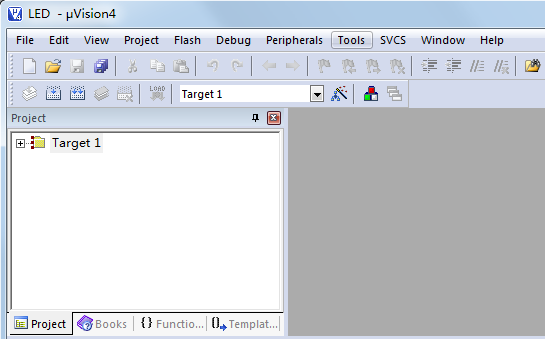 LED - µVision4
File Edit View Project Flash Debug Peripherals Tools SVCS Window Help
LOAD Target 1
Project
Target 1
Project Books {} Functio... {} Templat...